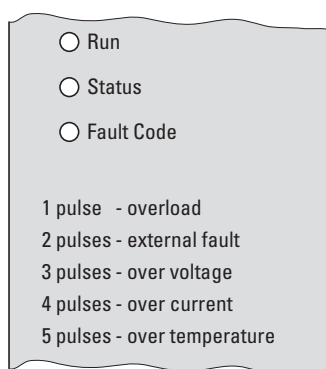 Run
Status
Fault Code
1 pulse - overload
2 pulses - external fault
3 pulses - over voltage
4 pulses - over current
5 pulses - over temperature